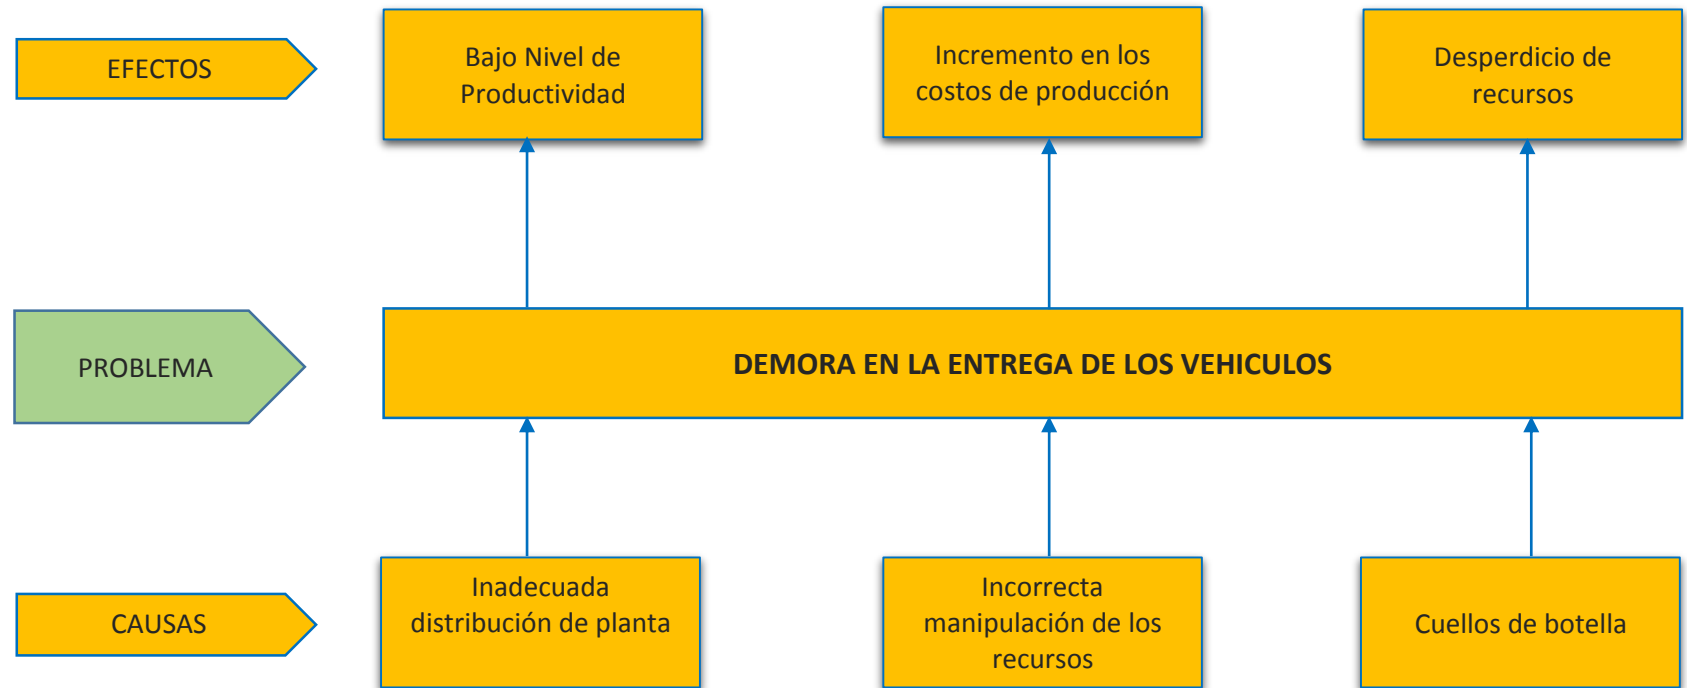 EFECTOS
Bajo Nivel de
Productividad
Incremento en los
costos de producción
Desperdicio de
recursos
PROBLEMA
DEMORA EN LA ENTREGA DE LOS VEHICULOS
CAUSAS
Inadecuada
distribución de planta
Incorrecta
manipulación de los
recursos
Cuellos de botella